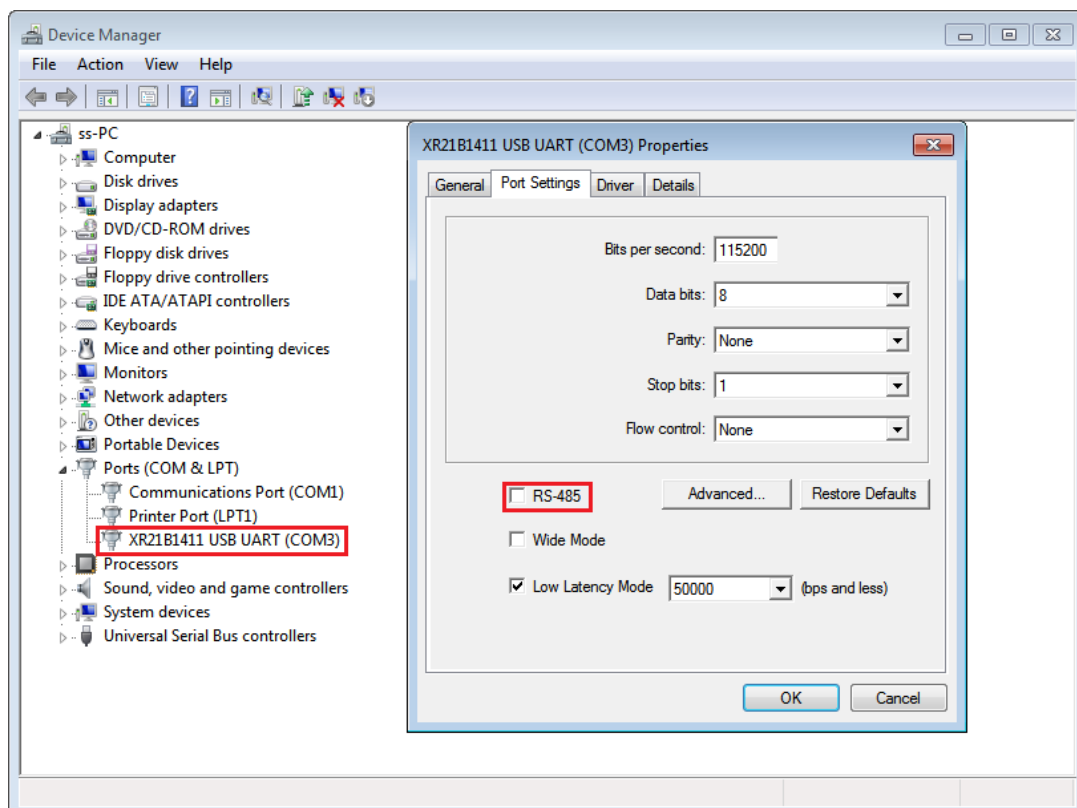 Device Manager
File Action View Help
ss-PC
Computer
Disk drives
Display adapters
DVD/CD-ROM drives
Floppy disk drives
Floppy drive controllers
IDE ATA/ATAPI controllers
Keyboards
Mice and other pointing devices
Monitors
Network adapters
Other devices
Portable Devices
Ports (COM & LPT)
Communications Port (COM1)
Printer Port (LPT1)
XR21B1411 USB UART (COM3)
Processors
Sound, video and game controllers
System devices
Universal Serial Bus controllers
XR21B1411 USB UART (COM3) Properties
General Port Settings Driver Details
Bits per second: 115200
Data bits: 8
Parity: None
Stop bits: 1
Flow control: None
RS-485 Advanced... Restore Defaults
Wide Mode
Low Latency Mode 50000 (bps and less)
OK Cancel